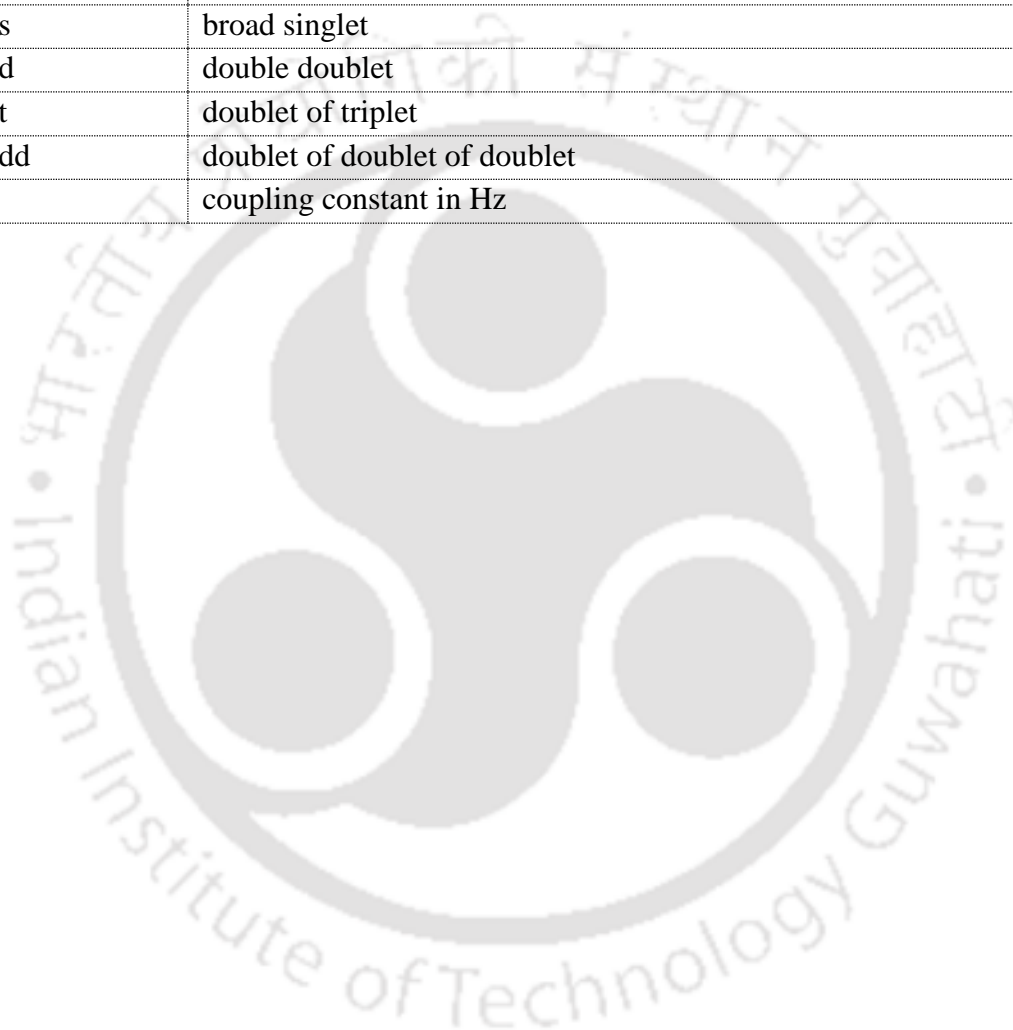 s broad singlet
d double doublet
t doublet of triplet
dd doublet of doublet of doublet
coupling constant in Hz
भारतीय प्रौद्योगिकी संस्थान गुवाहाटी
Indian Institute of Technology Guwahati